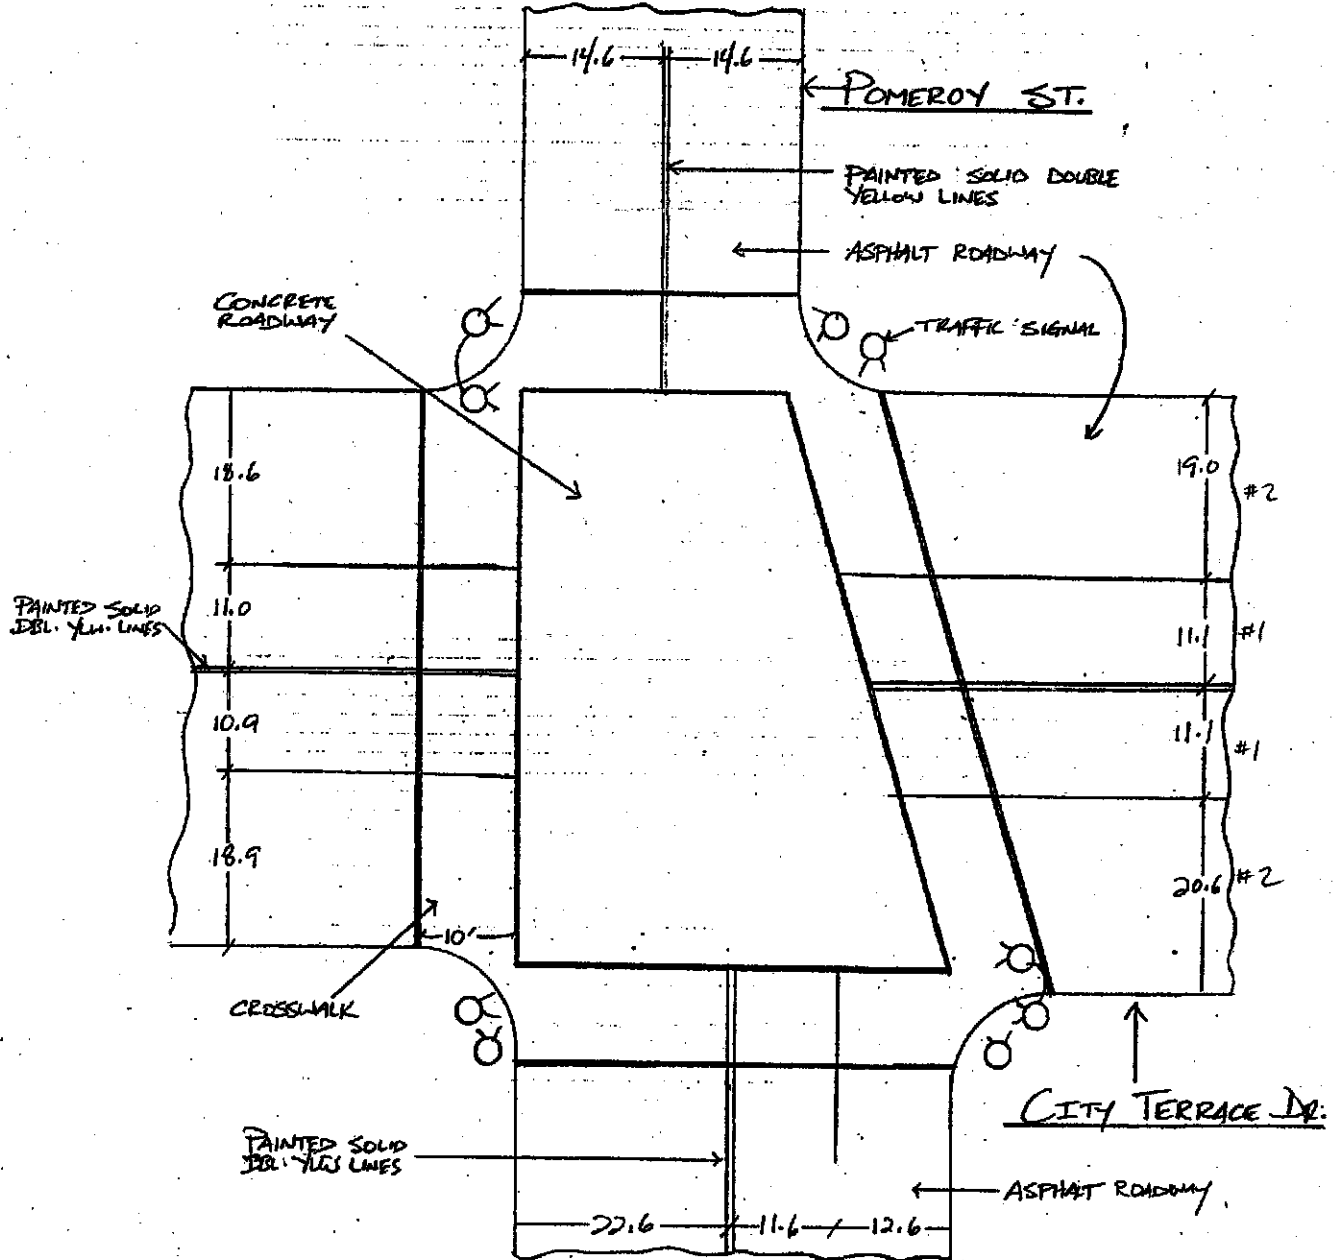 14.6
14.6
POMEROY ST.
PAINTED SOLID DOUBLE
YELLOW LINES
ASPHALT ROADWAY
CONCRETE
ROADWAY
TRAFFIC SIGNAL
18.6
19.0
#2
11.0
PAINTED SOLID
DBL. YLW. LINES
11.1
#1
10.9
11.1
#1
18.9
20.6
#2
10'
CROSSWALK
CITY TERRACE DR.
PAINTED SOLID
DBL. YLW LINES
ASPHALT ROADWAY
22.6
11.6
12.6